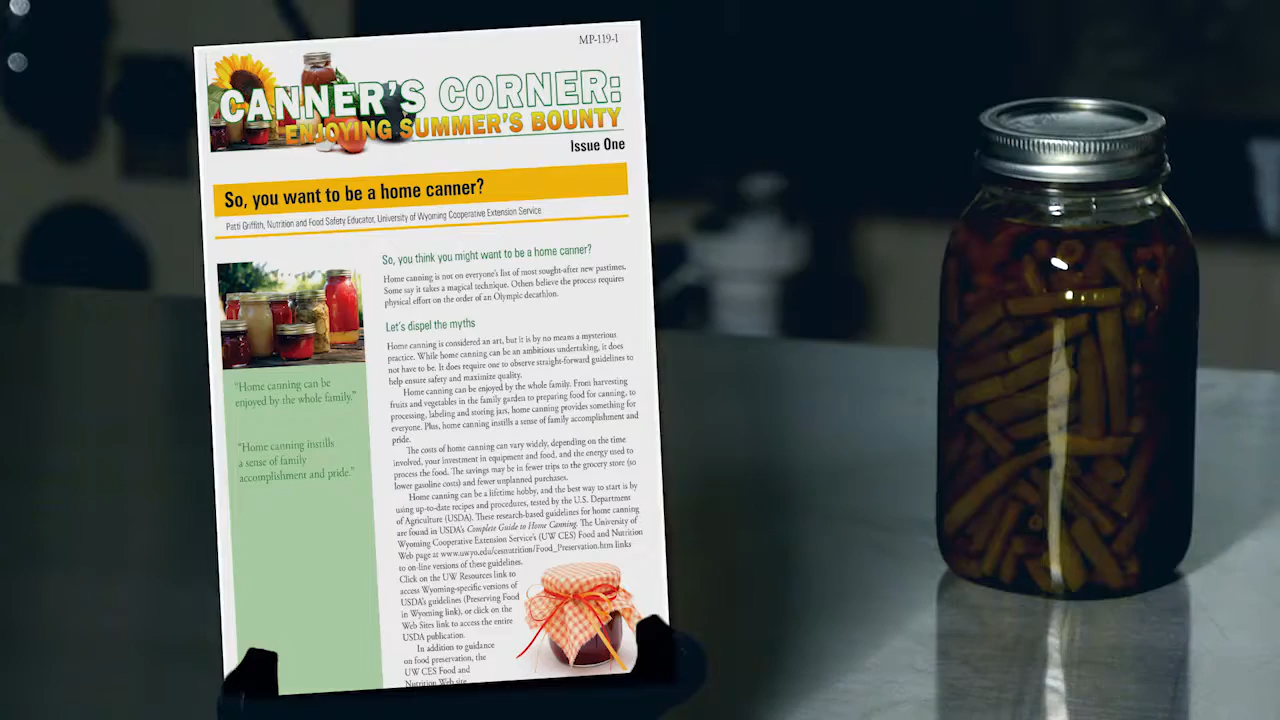 MP-119-1
CANNER'S CORNER:
ENJOYING SUMMER'S BOUNTY
Issue One
So, you want to be a home canner?
Patti Griffith, Nutrition and Food Safety Educator, University of Wyoming Cooperative Extension Service
"Home canning can be
enjoyed by the whole family."
"Home canning instills
a sense of family
accomplishment and pride."
So, you think you might want to be a home canner?
Home canning is not on everyone's list of most sought-after new pastimes.
Some say it takes a magical technique. Others believe the process requires
physical effort on the order of an Olympic decathlon.
Let's dispel the myths
Home canning is considered an art, but it is by no means a mysterious
practice. While home canning can be an ambitious undertaking, it does
not have to be. It does require one to observe straight-forward guidelines to
help ensure safety and maximize quality.
Home canning can be enjoyed by the whole family. From harvesting
fruits and vegetables in the family garden to preparing food for canning, to
processing, labeling and storing jars, home canning provides something for
everyone. Plus, home canning instills a sense of family accomplishment and
pride.
The costs of home canning can vary widely, depending on the time
involved, your investment in equipment and food, and the energy used to
process the food. The savings may be in fewer trips to the grocery store (so
lower gasoline costs) and fewer unplanned purchases.
Home canning can be a lifetime hobby, and the best way to start is by
using up-to-date recipes and procedures, tested by the U.S. Department
of Agriculture (USDA). These research-based guidelines for home canning
are found in USDA's Complete Guide to Home Canning. The University of
Wyoming Cooperative Extension Service's (UW CES) Food and Nutrition
Web page at www.uwyo.edu/cesnutrition/Food_Preservation.htm links
to on-line versions of these guidelines.
Click on the UW Resources link to
access Wyoming-specific versions of
USDA's guidelines (Preserving Food
in Wyoming link), or click on the
Web Sites link to access the entire
USDA publication.
In addition to guidance
on food preservation, the
UW CES Food and
Nutrition Web site